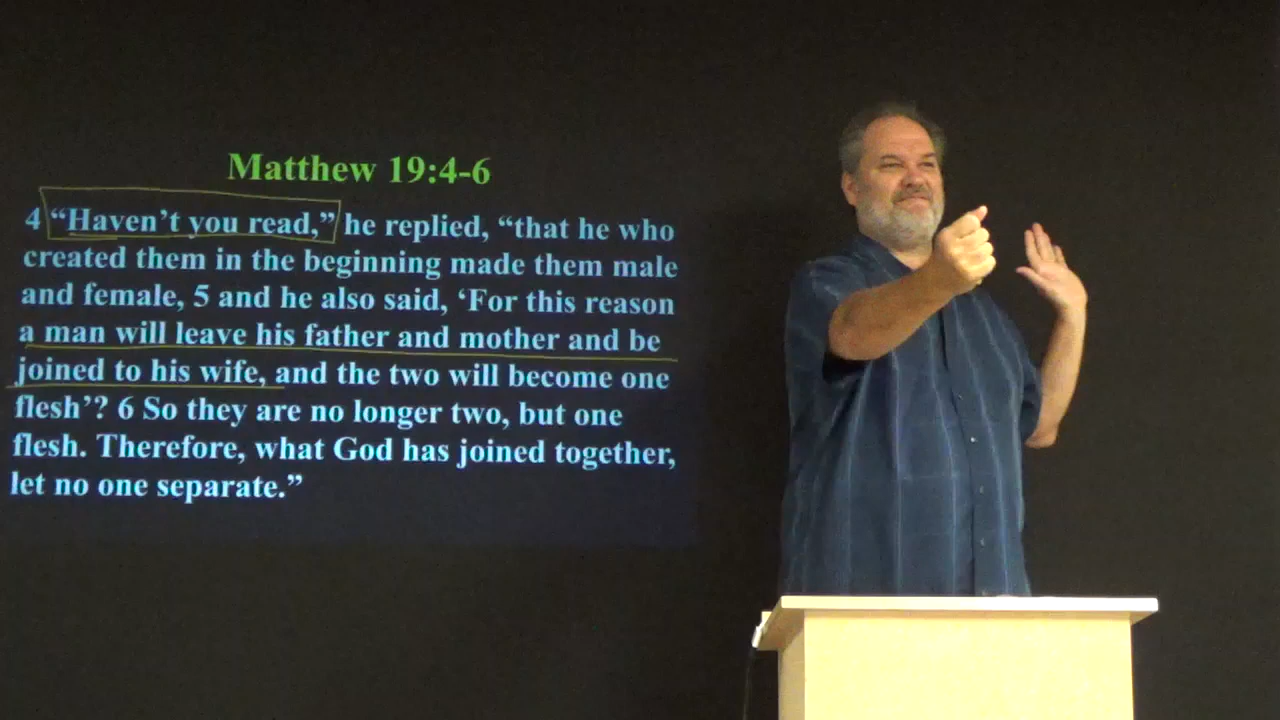 Matthew 19:4-6
4 “Haven’t you read,” he replied, “that he who
created them in the beginning made them male
and female, 5 and he also said, ‘For this reason
a man will leave his father and mother and be
joined to his wife, and the two will become one
flesh’? 6 So they are no longer two, but one
flesh. Therefore, what God has joined together,
let no one separate.”